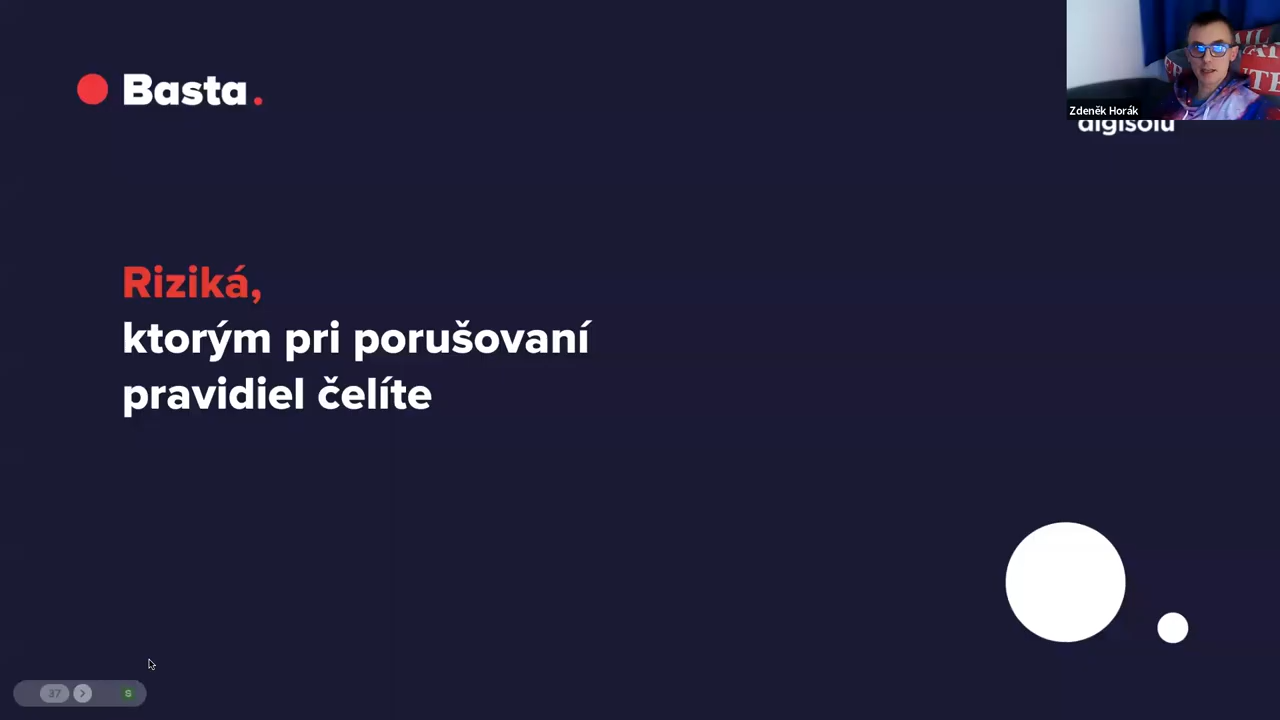 Basta.
Zdeněk Horák
digisolu
Riziká,
ktorým pri porušovaní
pravidiel čelíte
37
S